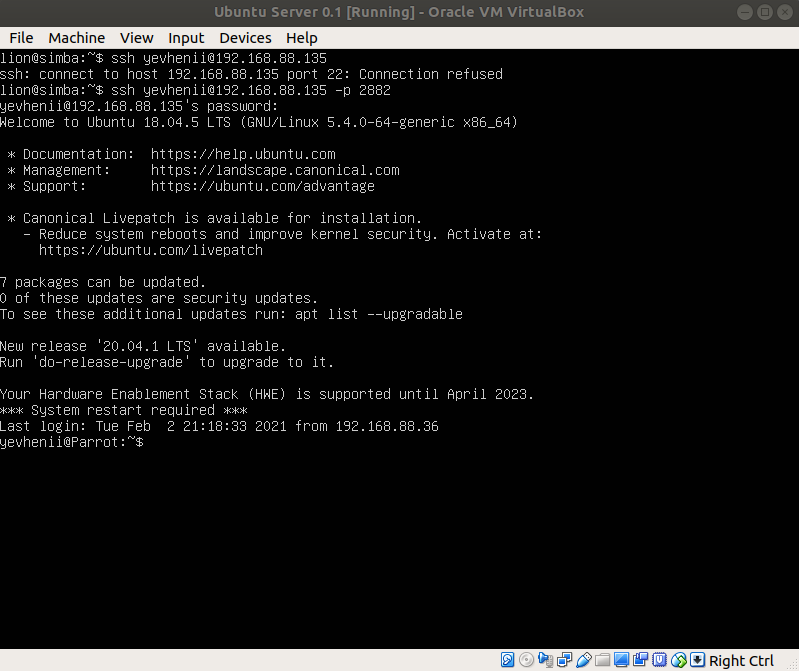 Ubuntu Server 0.1 [Running] - Oracle VM VirtualBox
File Machine View Input Devices Help
lion@simba:~$ ssh yevhenii@192.168.88.135
ssh: connect to host 192.168.88.135 port 22: Connection refused
lion@simba:~$ ssh yevhenii@192.168.88.135 -p 2882
yevhenii@192.168.88.135's password:
Welcome to Ubuntu 18.04.5 LTS (GNU/Linux 5.4.0-64-generic x86_64)
* Documentation: https://help.ubuntu.com
* Management: https://landscape.canonical.com
* Support: https://ubuntu.com/advantage
* Canonical Livepatch is available for installation.
- Reduce system reboots and improve kernel security. Activate at:
https://ubuntu.com/livepatch
7 packages can be updated.
0 of these updates are security updates.
To see these additional updates run: apt list --upgradable
New release '20.04.1 LTS' available.
Run 'do-release-upgrade' to upgrade to it.
Your Hardware Enablement Stack (HWE) is supported until April 2023.
*** System restart required ***
Last login: Tue Feb  2 21:18:33 2021 from 192.168.88.36
yevhenii@Parrot:~$
Right Ctrl